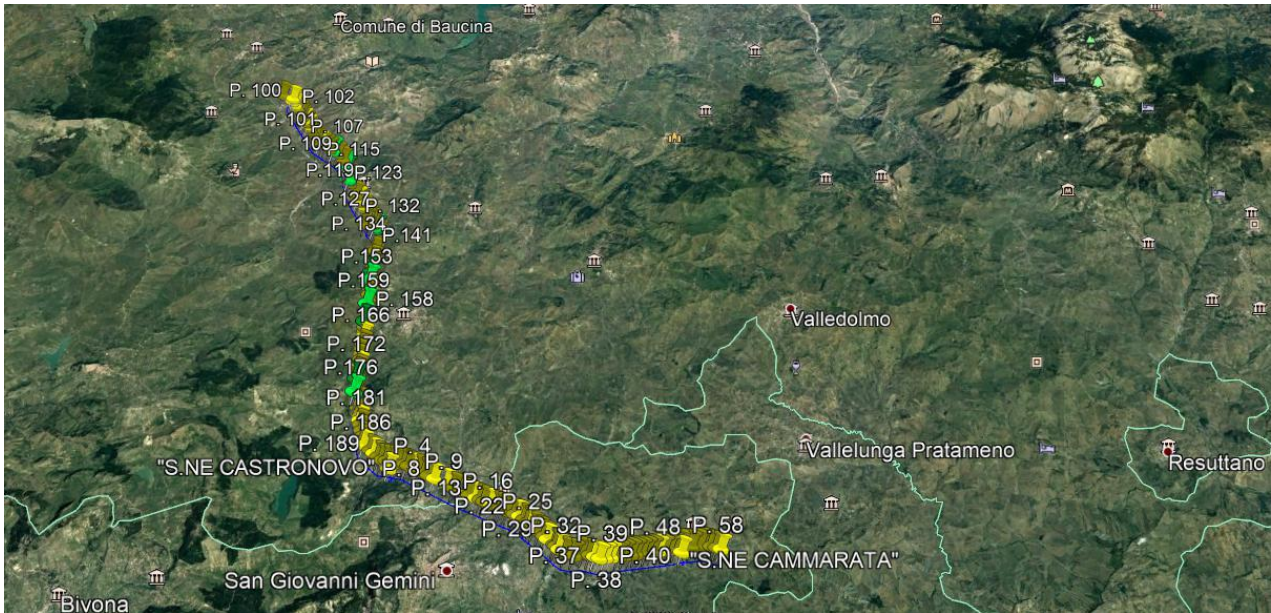 Comune di Baucina
P. 100
P. 102
P. 101
P. 107
P. 109
P. 115
P.119
P.123
P.127
P. 132
P. 134
P.141
P.153
P.159
P. 158
P. 166
P. 172
P. 176
P. 181
P. 186
P. 189
P. 4
"S.NE CASTRONOVO"
P. 8
P. 9
P. 13
P. 16
P. 22
P. 25
P. 29
P. 32
P. 39
P. 48
P. 58
P. 37
P. 40
"S.NE CAMMARATA"
P. 38
Valledolmo
Vallelunga Pratameno
Resuttano
San Giovanni Gemini
Bivona